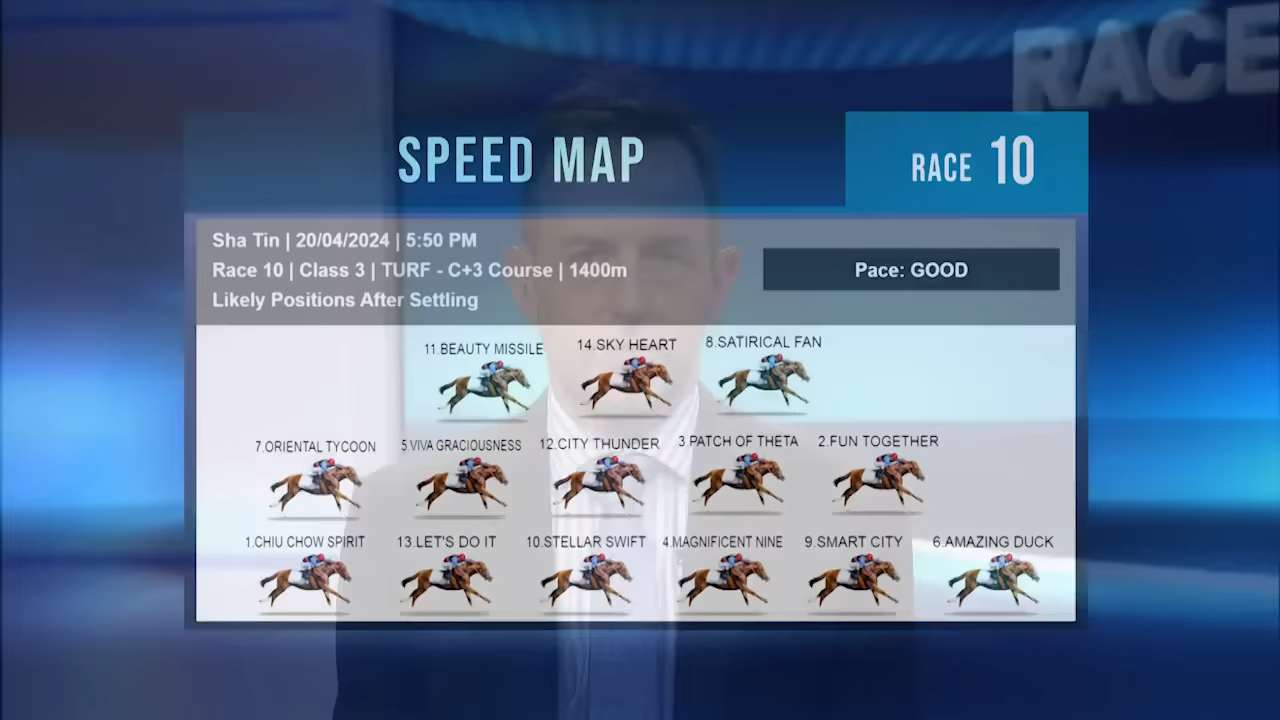 RACE
SPEED MAP
RACE 10
Sha Tin | 20/04/2024 | 5:50 PM
Race 10 | Class 3 | TURF - C+3 Course | 1400m
Pace: GOOD
Likely Positions After Settling
11.BEAUTY MISSILE 14.SKY HEART 8.SATIRICAL FAN
7.ORIENTAL TYCOON 5.VIVA GRACIOUSNESS 12.CITY THUNDER 3.PATCH OF THETA 2.FUN TOGETHER
1.CHIU CHOW SPIRIT 13.LET'S DO IT 10.STELLAR SWIFT 4.MAGNIFICENT NINE 9.SMART CITY 6.AMAZING DUCK